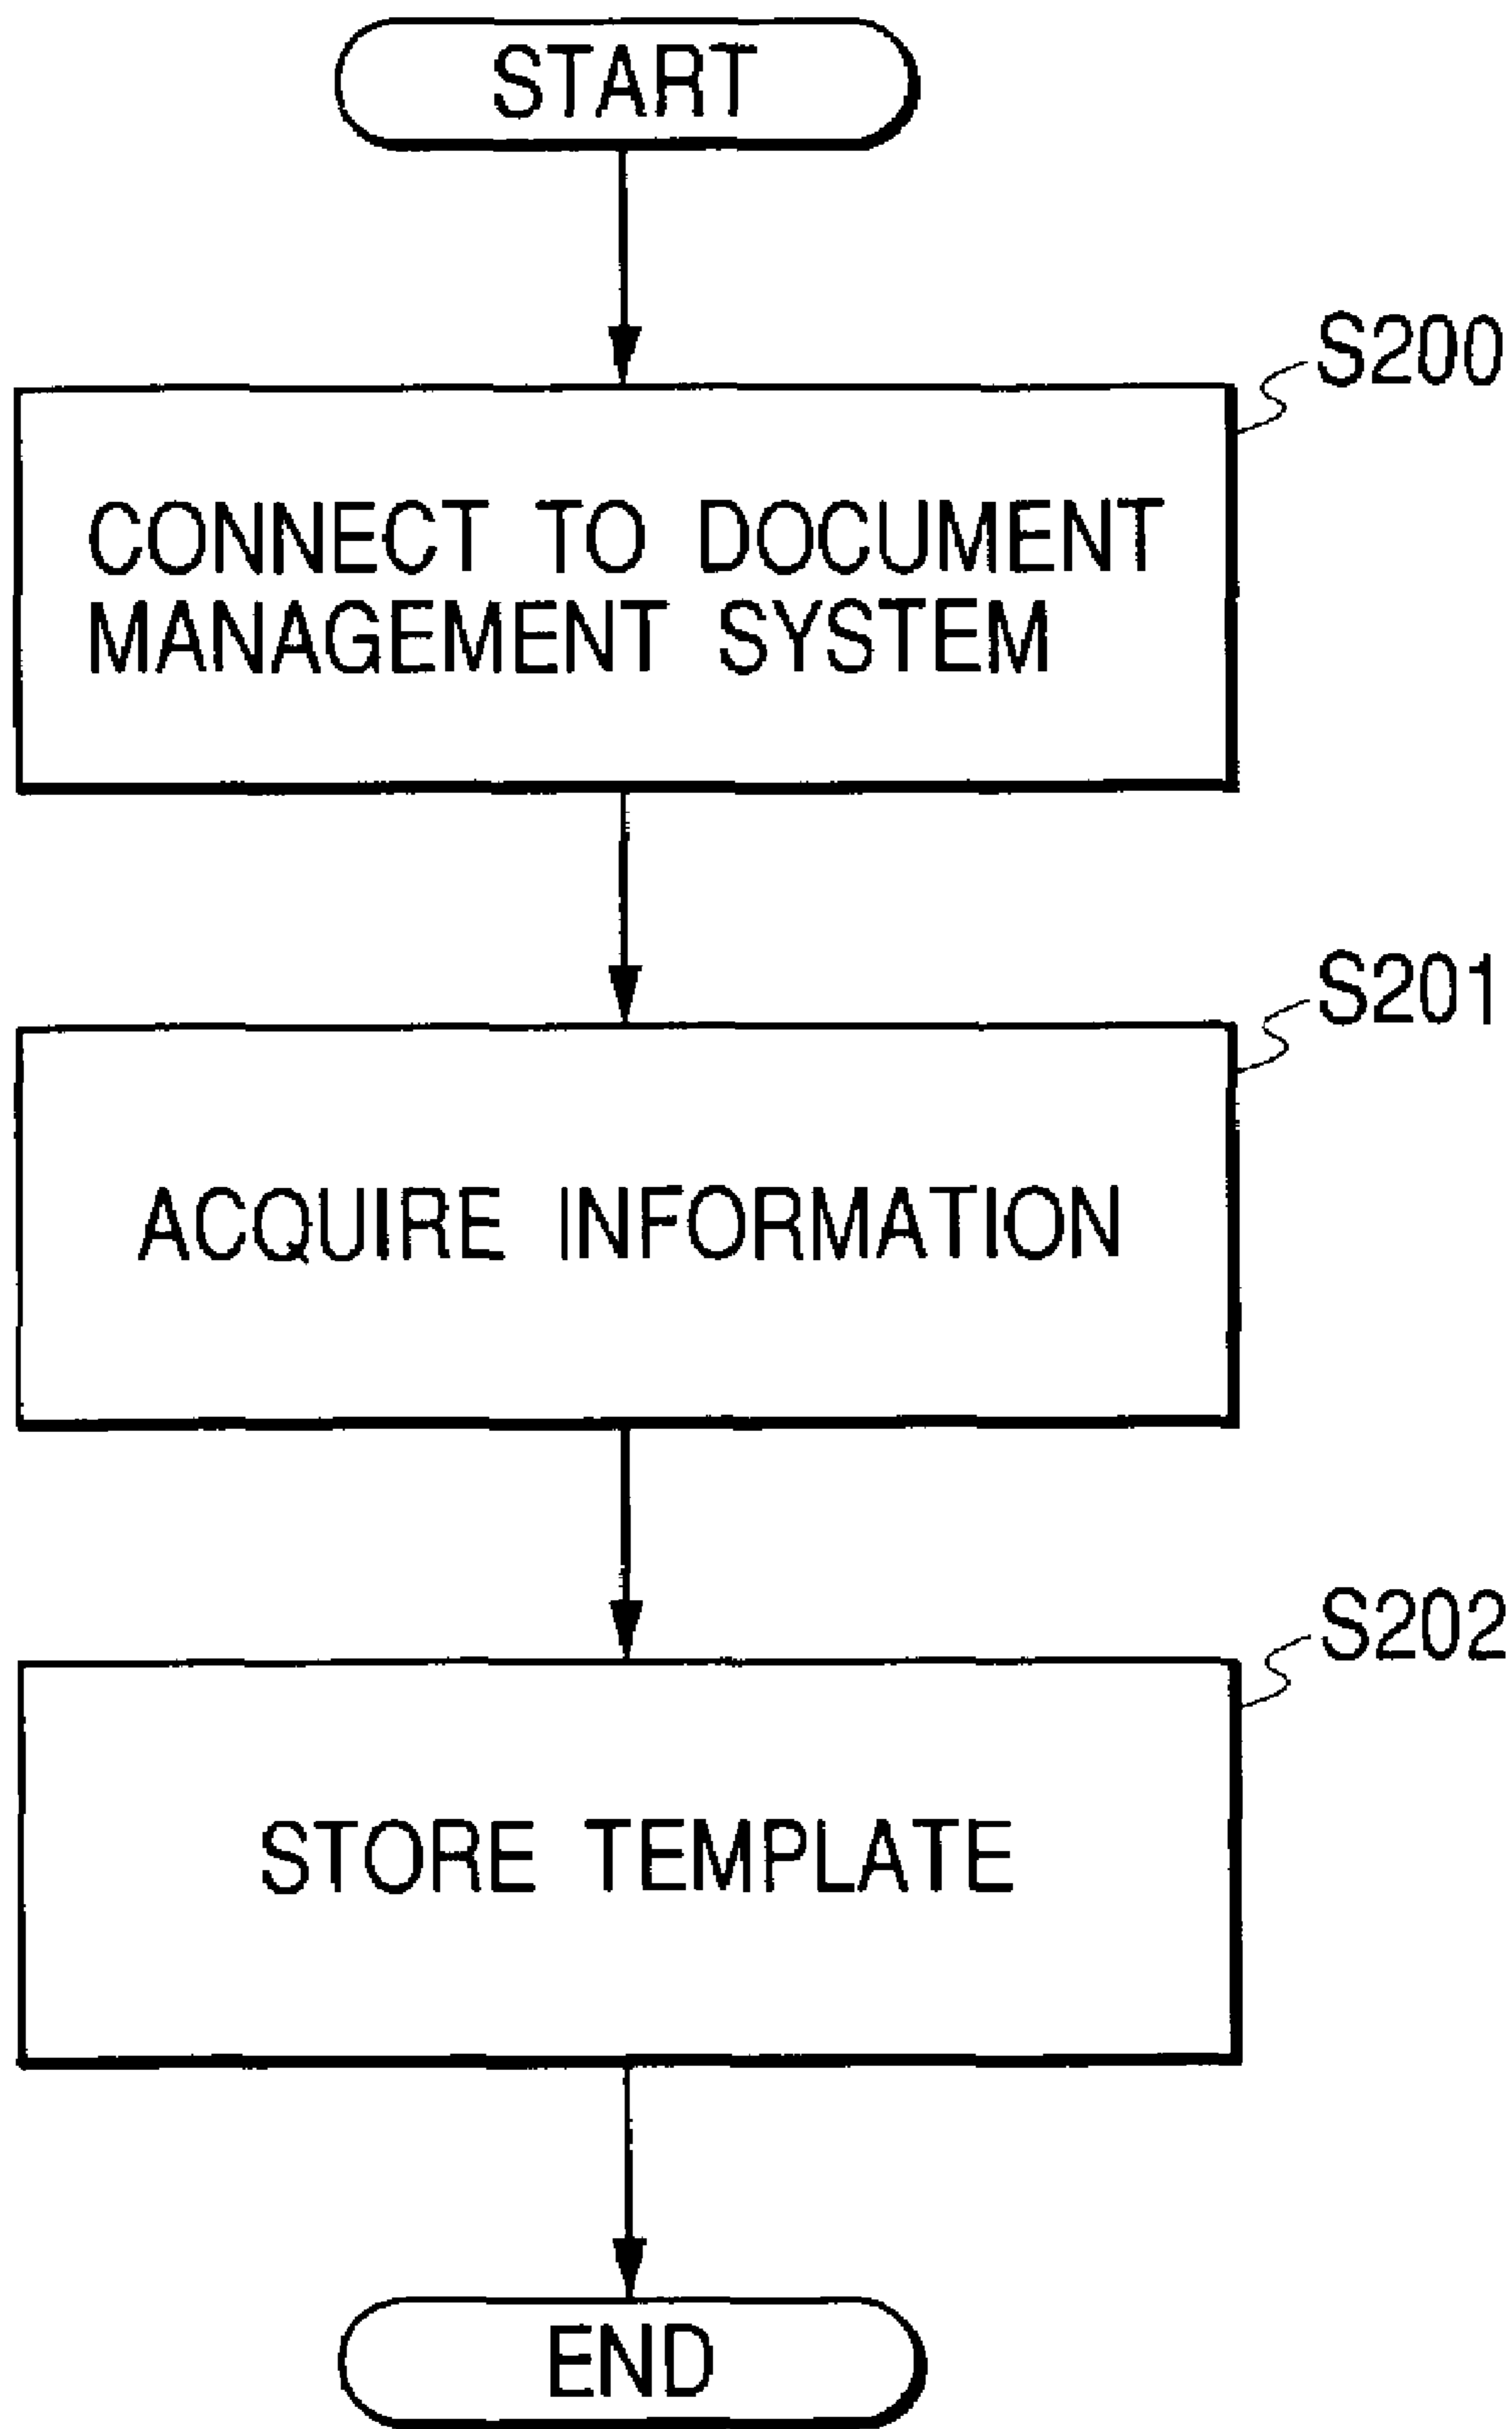 START
S200
CONNECT TO DOCUMENT
MANAGEMENT SYSTEM
S201
ACQUIRE INFORMATION
S202
STORE TEMPLATE
END